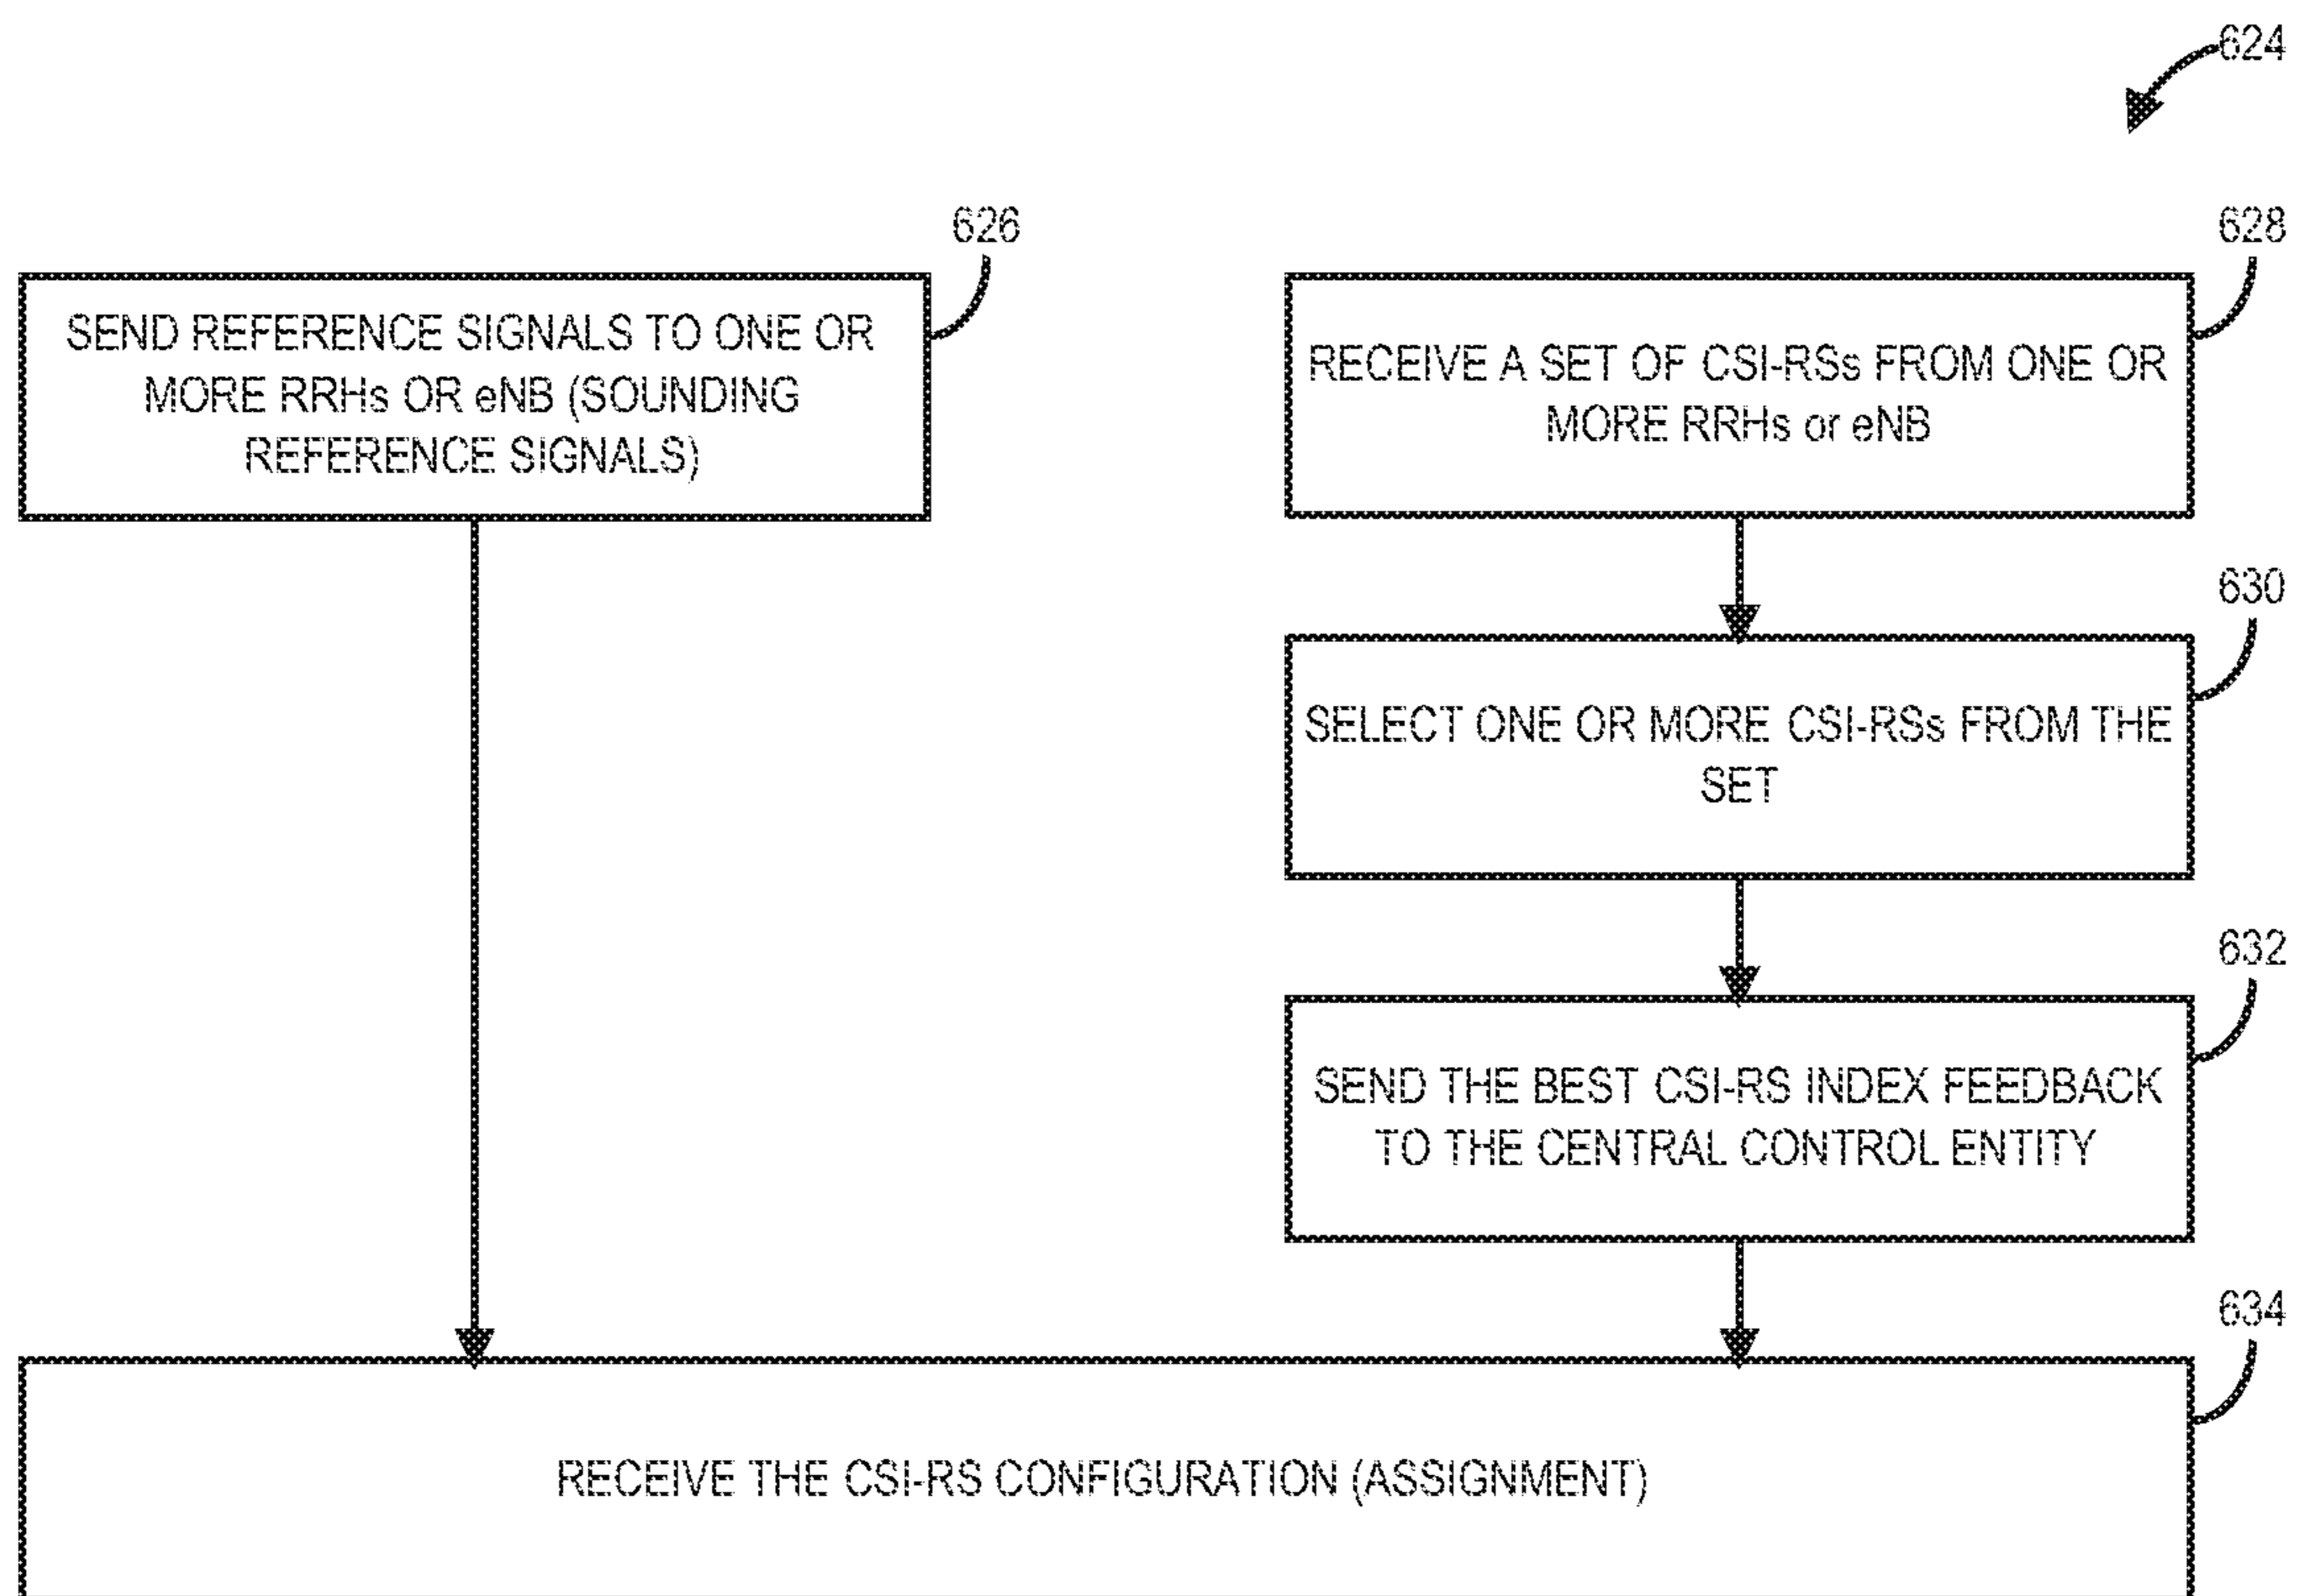 624
626
SEND REFERENCE SIGNALS TO ONE OR
MORE RRHs OR eNB (SOUNDING
REFERENCE SIGNALS)
628
RECEIVE A SET OF CSI-RSs FROM ONE OR
MORE RRHs or eNB
630
SELECT ONE OR MORE CSI-RSs FROM THE
SET
632
SEND THE BEST CSI-RS INDEX FEEDBACK
TO THE CENTRAL CONTROL ENTITY
634
RECEIVE THE CSI-RS CONFIGURATION (ASSIGNMENT)